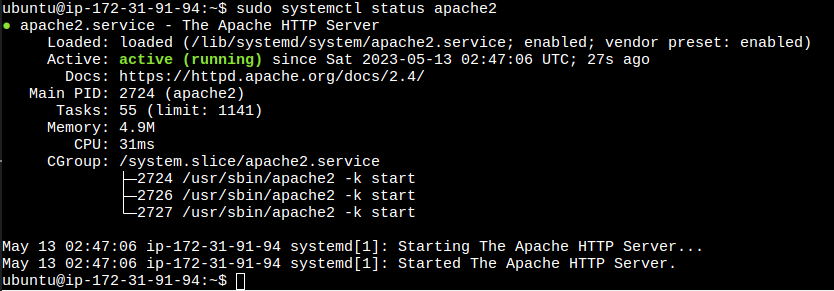 ubuntu@ip-172-31-91-94:~$ sudo systemctl status apache2
● apache2.service - The Apache HTTP Server
     Loaded: loaded (/lib/systemd/system/apache2.service; enabled; vendor preset: enabled)
     Active: active (running) since Sat 2023-05-13 02:47:06 UTC; 27s ago
       Docs: https://httpd.apache.org/docs/2.4/
   Main PID: 2724 (apache2)
      Tasks: 55 (limit: 1141)
     Memory: 4.9M
        CPU: 31ms
     CGroup: /system.slice/apache2.service
             ├─2724 /usr/sbin/apache2 -k start
             ├─2726 /usr/sbin/apache2 -k start
             └─2727 /usr/sbin/apache2 -k start

May 13 02:47:06 ip-172-31-91-94 systemd[1]: Starting The Apache HTTP Server...
May 13 02:47:06 ip-172-31-91-94 systemd[1]: Started The Apache HTTP Server.
ubuntu@ip-172-31-91-94:~$